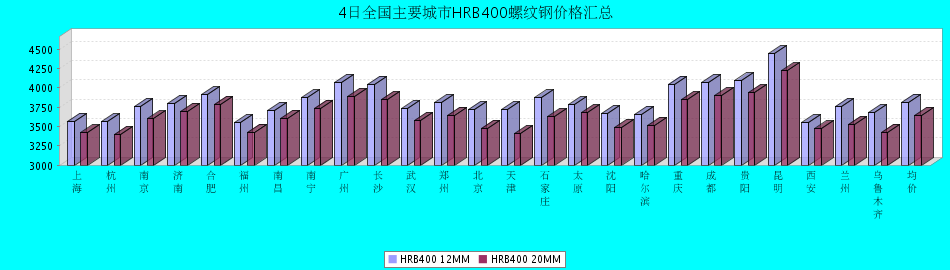 4日全国主要城市HRB400螺纹钢价格汇总
4500
4250
4000
3750
3500
3250
3000
上海 杭州 南京 济南 合肥 福州 南昌 南宁 广州 长沙 武汉 郑州 北京 天津 石家庄 太原 沈阳 哈尔滨 重庆 成都 贵阳 昆明 西安 兰州 乌鲁木齐 均价
HRB400 12MM HRB400 20MM